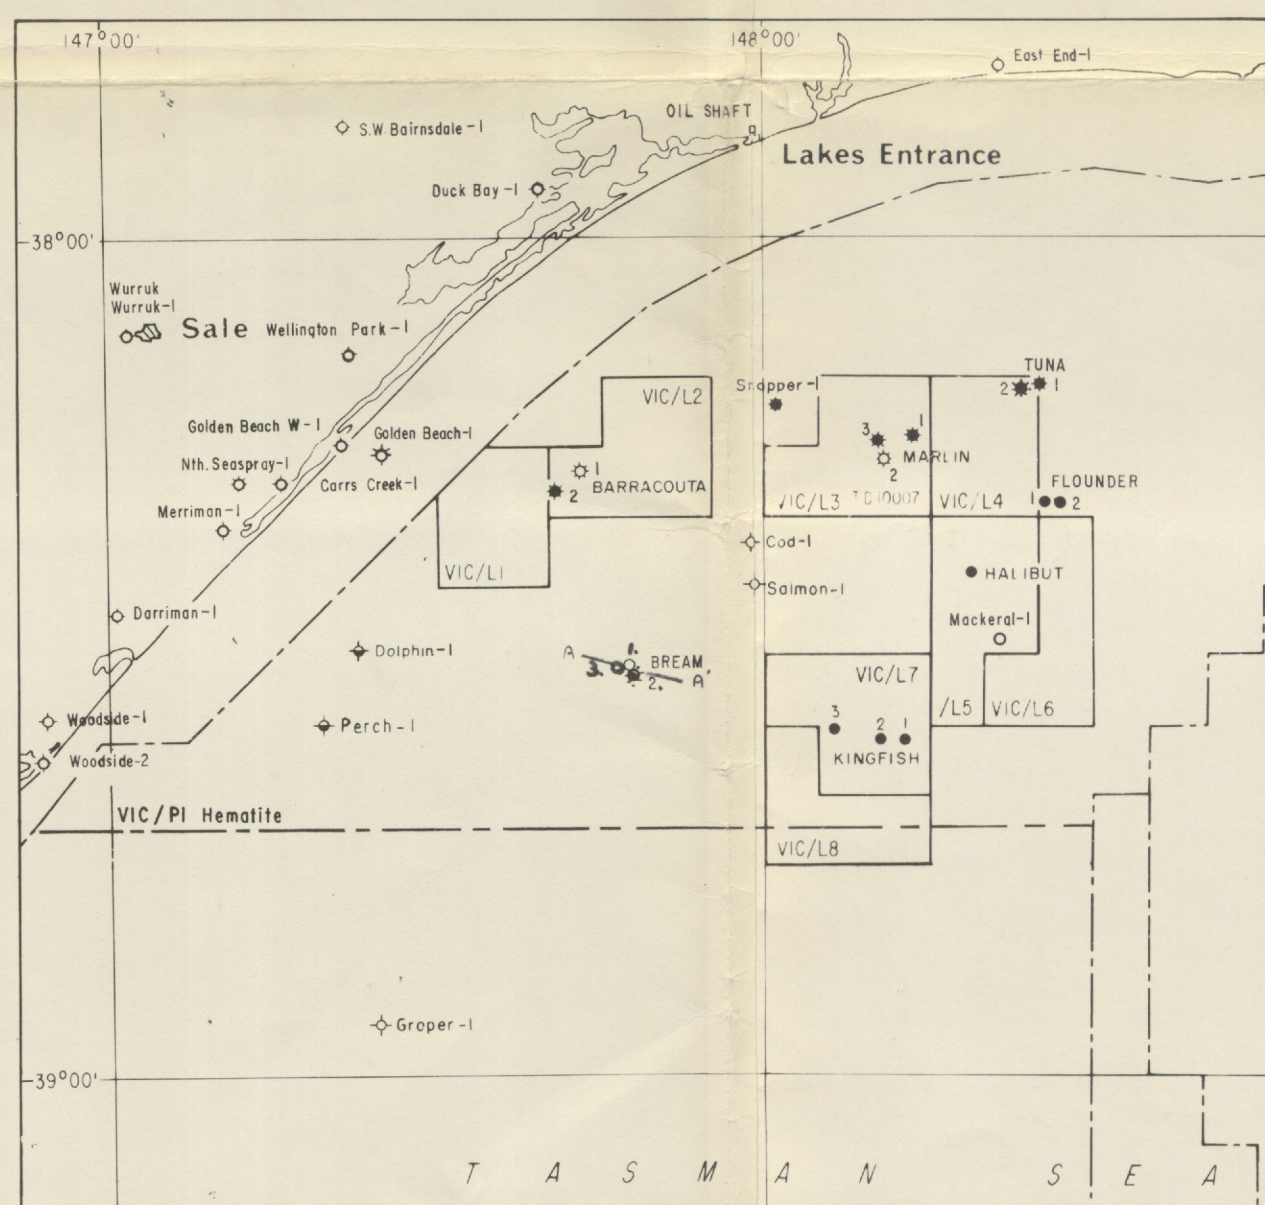 147°00'
148°00'
East End-1
OIL SHAFT
S.W. Bairnsdale-1
Lakes Entrance
Duck Bay-1
38°00'
Wurruk
Wurruk-1
Sale
Wellington Park-1
TUNA
2 1
Snapper-1
VIC/L2
Golden Beach W-1
Golden Beach-1
3 1
MARLIN
2
Nth. Seaspray-1
Carrs Creek-1
1
BARRACOUTA
2
FLOUNDER
1 2
VIC/L3
TD 10007
VIC/L4
Merriman-1
Cod-1
VIC/L1
Salmon-1
HALIBUT
Darriman-1
Mackeral-1
Dolphin-1
A
1.
BREAM
3.
2.
A'
VIC/L7
/L5
VIC/L6
Woodside-1
Perch-1
3 2 1
KINGFISH
Woodside-2
VIC/P1 Hematite
VIC/L8
Groper-1
39°00'
TASMAN SEA